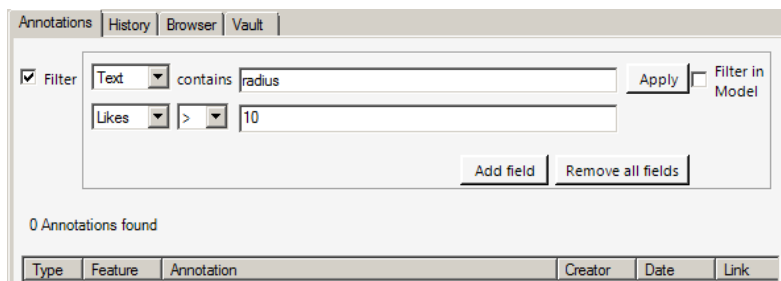 Annotations History Browser Vault
Filter Text contains radius Apply Filter in Model
Likes > 10
Add field Remove all fields
0 Annotations found
Type Feature Annotation Creator Date Link